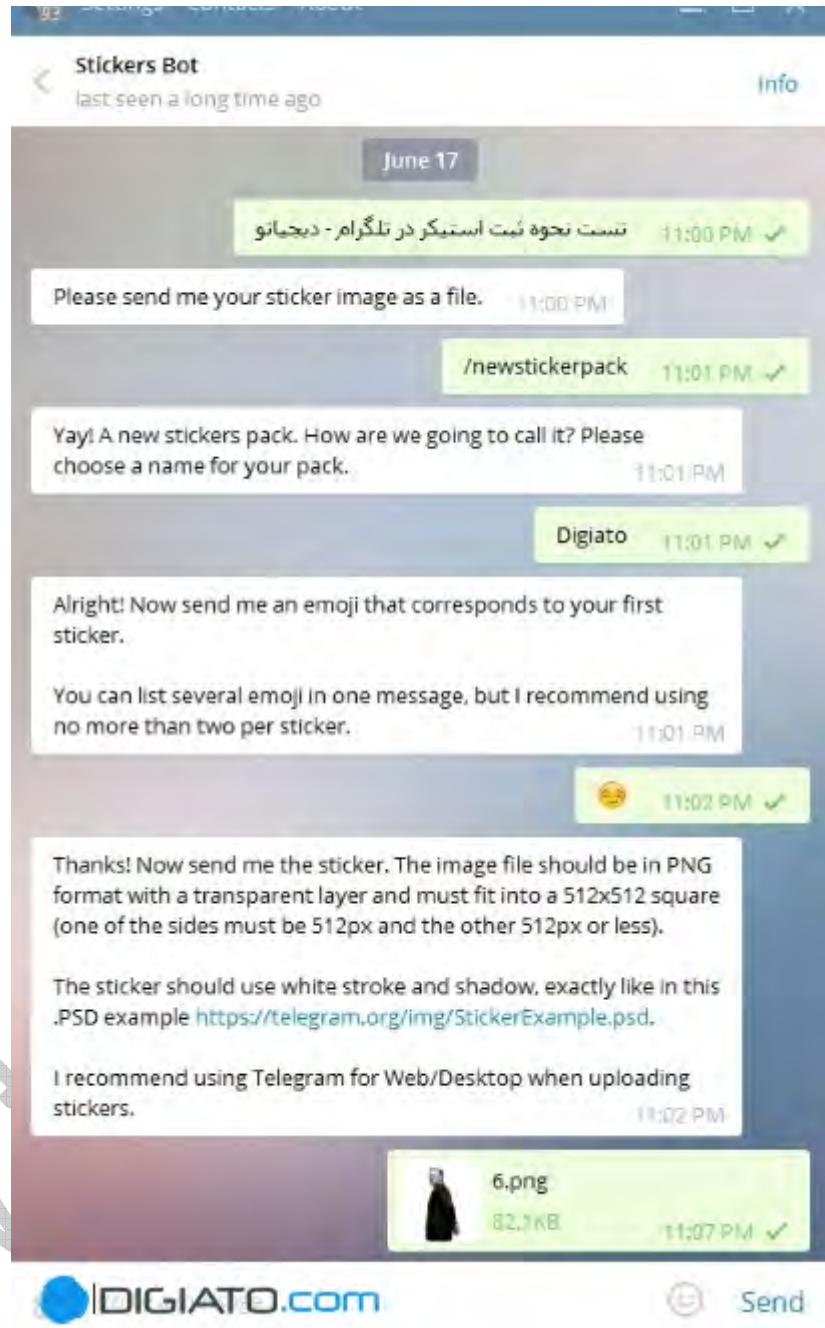 93 Settings Contacts About
Stickers Bot
last seen a long time ago
Info
June 17
تست نحوه ثبت استیکر در تلگرام - دیجیاتو 11:00 PM
Please send me your sticker image as a file. 11:00 PM
/newstickerpack 11:01 PM
Yay! A new stickers pack. How are we going to call it? Please
choose a name for your pack. 11:01 PM
Digiato 11:01 PM
Alright! Now send me an emoji that corresponds to your first
sticker.
You can list several emoji in one message, but I recommend using
no more than two per sticker. 11:01 PM
😏 11:02 PM
Thanks! Now send me the sticker. The image file should be in PNG
format with a transparent layer and must fit into a 512x512 square
(one of the sides must be 512px and the other 512px or less).
The sticker should use white stroke and shadow, exactly like in this
.PSD example https://telegram.org/img/StickerExample.psd.
I recommend using Telegram for Web/Desktop when uploading
stickers. 11:02 PM
6.png
82.1KB 11:07 PM
DIGIATO.com
Send